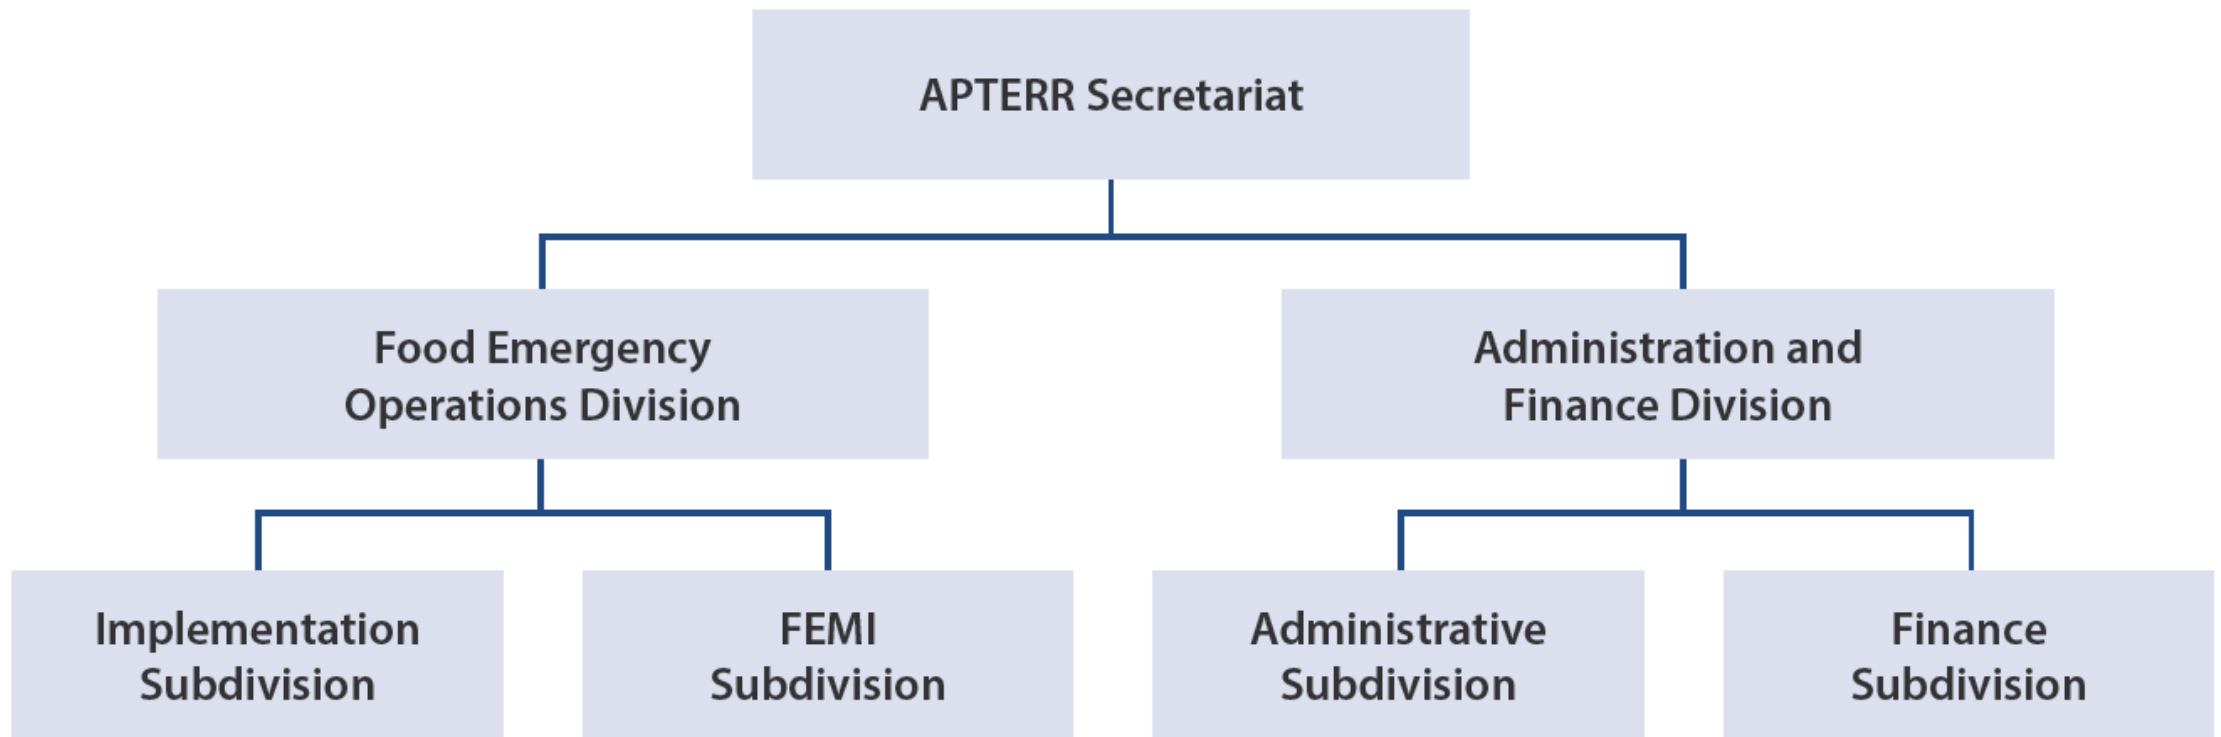 APTERR Secretariat
Food Emergency
Operations Division
Administration and
Finance Division
Implementation
Subdivision
FEMI
Subdivision
Administrative
Subdivision
Finance
Subdivision